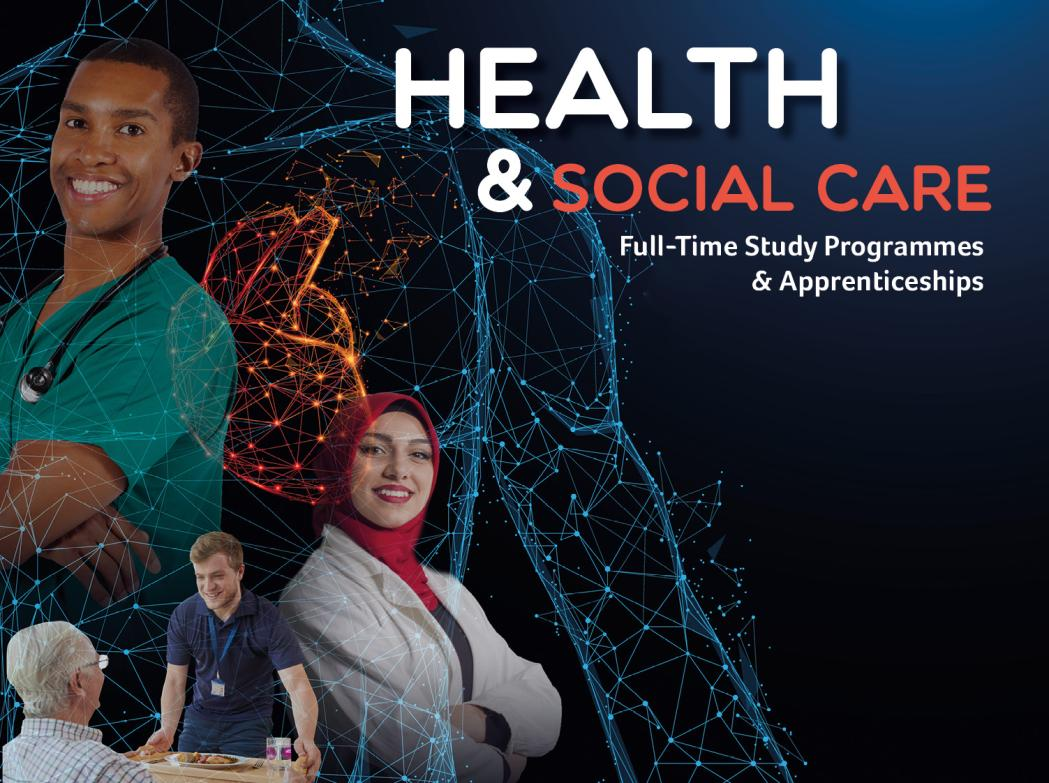 HEALTH
& SOCIAL CARE
Full-Time Study Programmes
& Apprenticeships